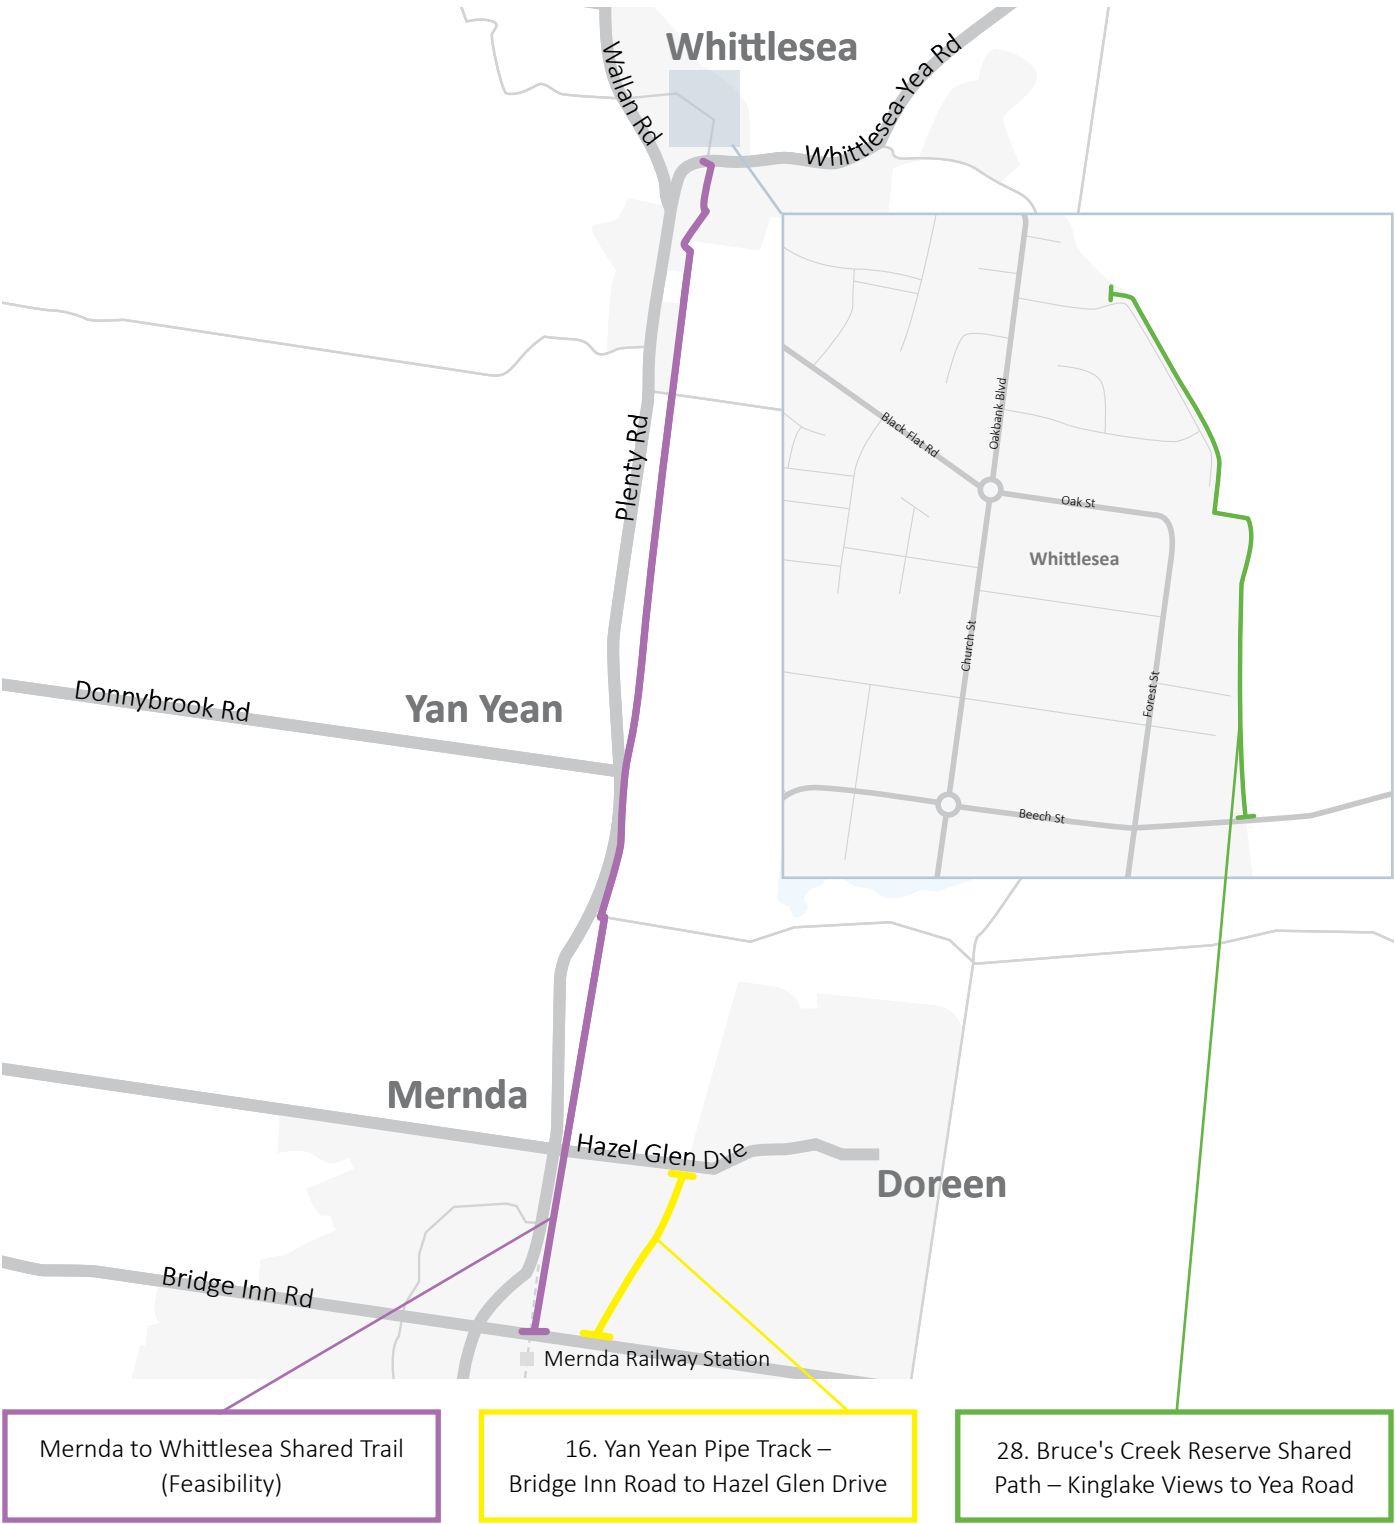 Whittlesea
Wallan Rd
Whittlesea-Yea Rd
Plenty Rd
Oakbank Blvd
Black Flat Rd
Oak St
Whittlesea
Church St
Forest St
Beech St
Donnybrook Rd
Yan Yean
Mernda
Hazel Glen Dve
Doreen
Bridge Inn Rd
Mernda Railway Station
Mernda to Whittlesea Shared Trail
(Feasibility)
16. Yan Yean Pipe Track –
Bridge Inn Road to Hazel Glen Drive
28. Bruce's Creek Reserve Shared
Path – Kinglake Views to Yea Road